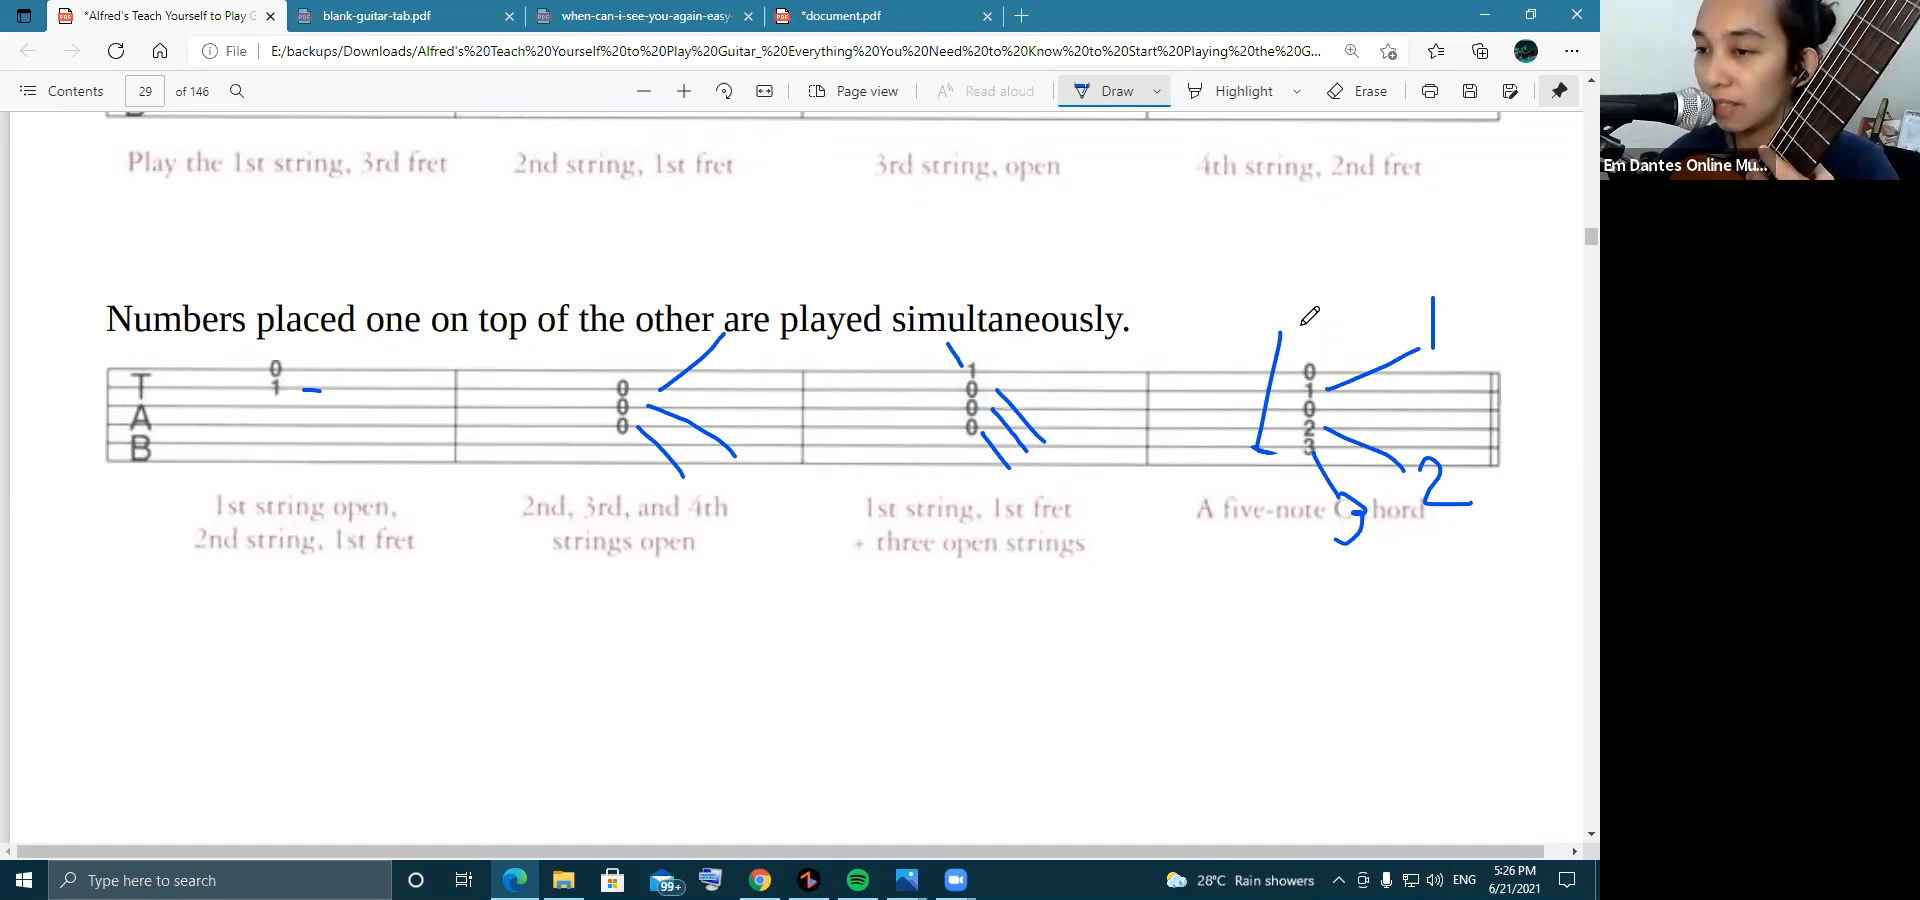 *Alfred's Teach Yourself to Play G
blank-guitar-tab.pdf
when-can-i-see-you-again-easy-
*document.pdf
File
E:/backups/Downloads/Alfred's%20Teach%20Yourself%20to%20Play%20Guitar_%20Everything%20You%20Need%20to%20Know%20to%20Start%20Playing%20the%20G...
Contents
29
of 146
Page view
Read aloud
Draw
Highlight
Erase
Em Dantes Online Mu...
Play the 1st string, 3rd fret
2nd string, 1st fret
3rd string, open
4th string, 2nd fret
Numbers placed one on top of the other are played simultaneously.
1
T
A
B
0
1
0
0
0
1
0
0
0
0
1
0
2
3
2
3
1st string open,
2nd string, 1st fret
2nd, 3rd, and 4th
strings open
1st string, 1st fret
+ three open strings
A five-note C chord
Type here to search
99+
28°C Rain showers
ENG
5:26 PM
6/21/2021